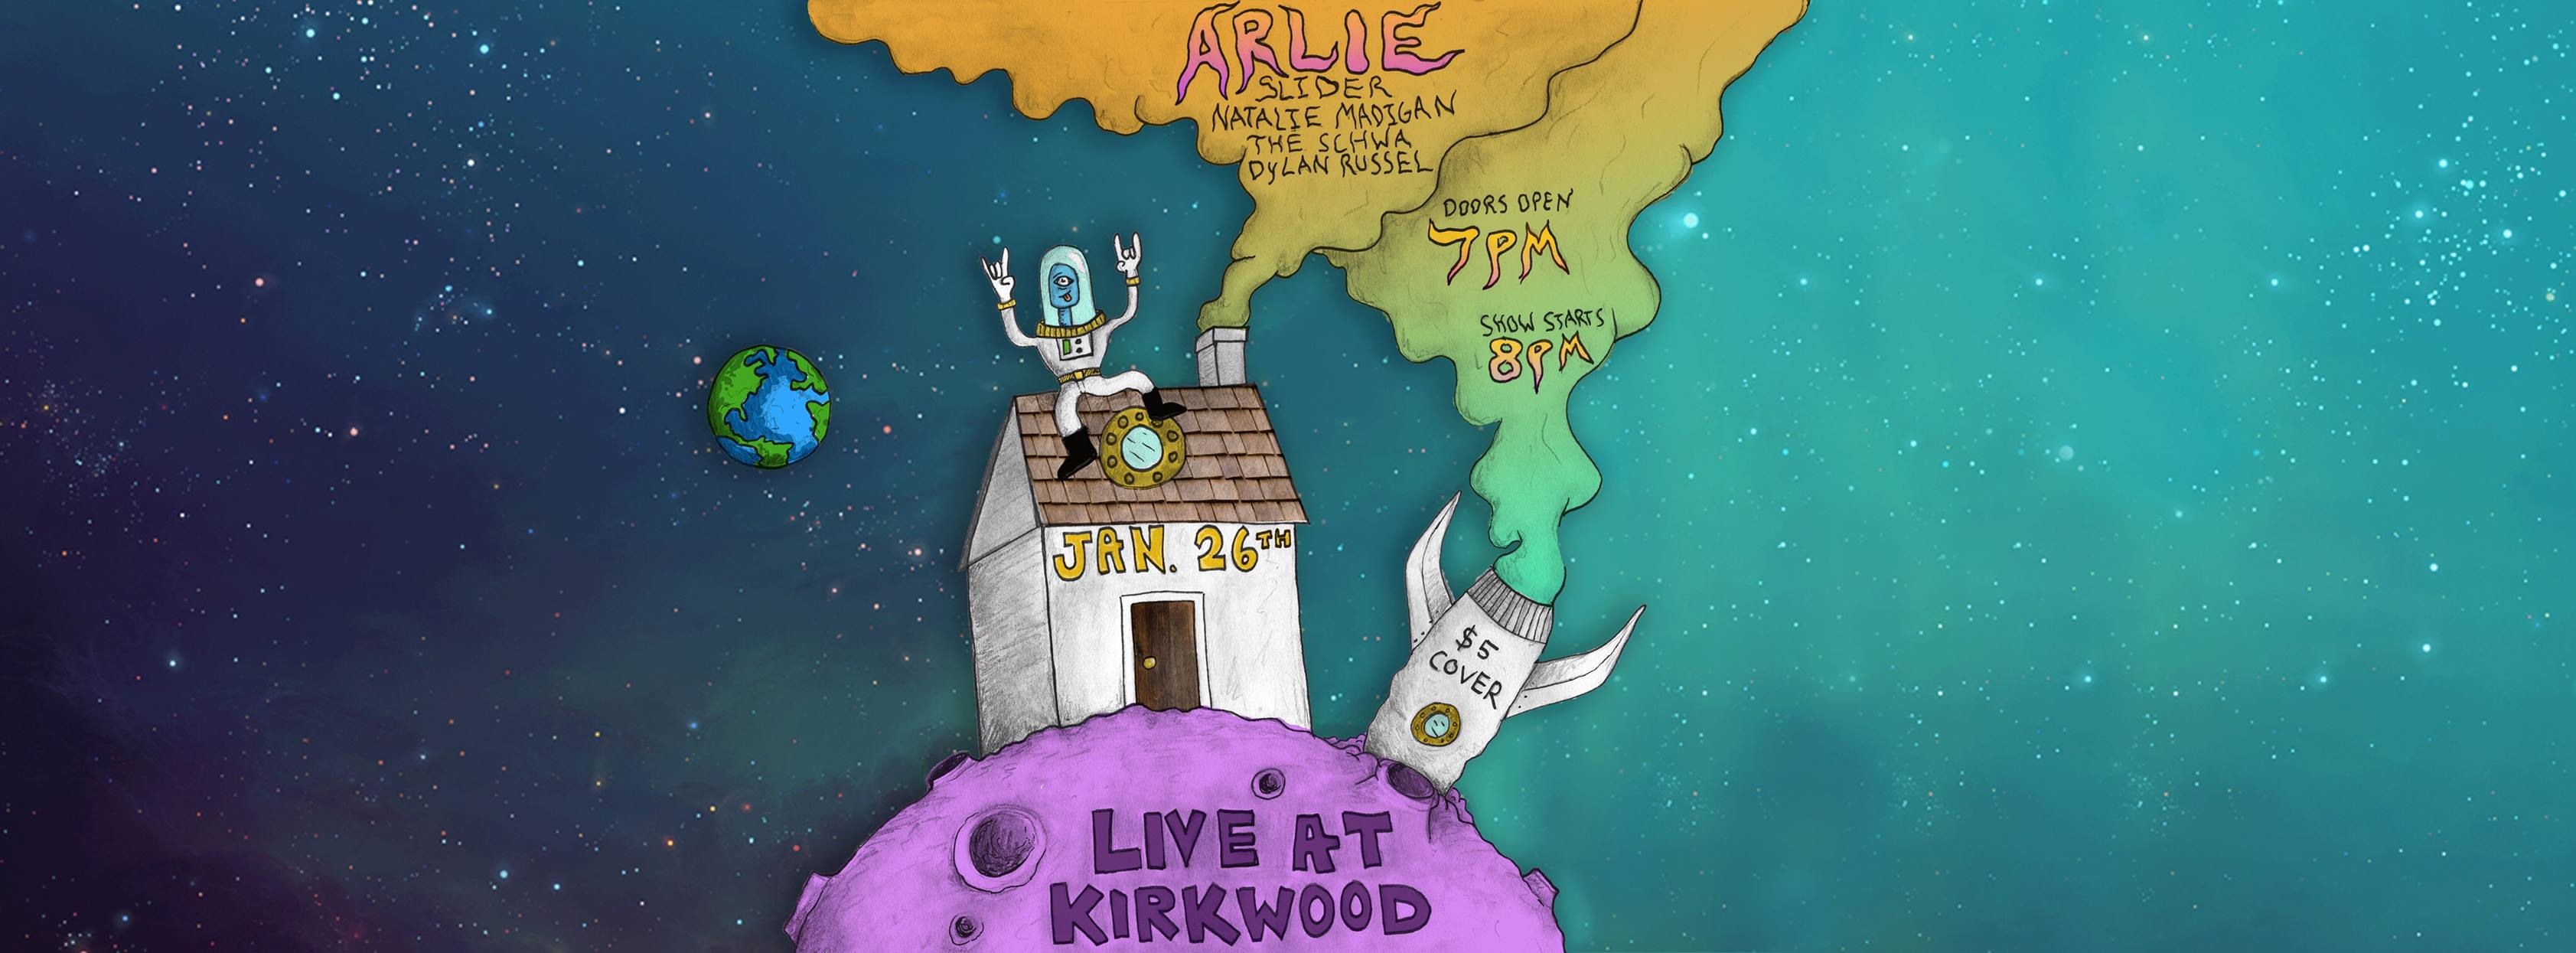 ARLIE
SLIDER
NATALIE MADIGAN
THE SCHWA
DYLAN RUSSEL
DOORS OPEN
7PM
SHOW STARTS
8PM
JAN. 26TH
$5
COVER
LIVE AT
KIRKWOOD